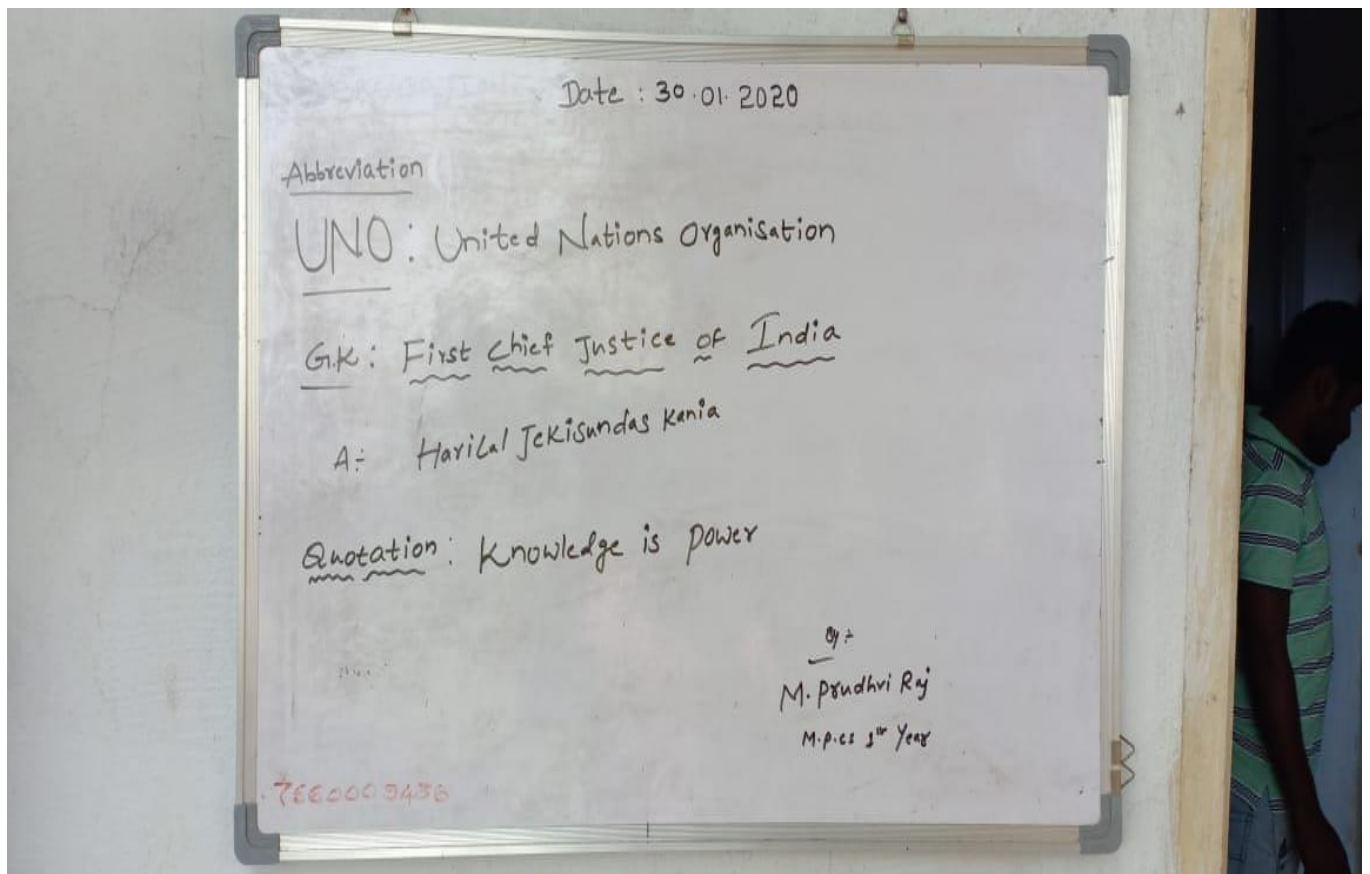 Date : 30.01.2020
Abbreviation
UNO : United Nations Organisation
G.K : First Chief Justice of India
A:- Harilal Jekisundas Kania
Quotation : Knowledge is power
By :-
M. Prudhvi Raj
M.P.Cs Year